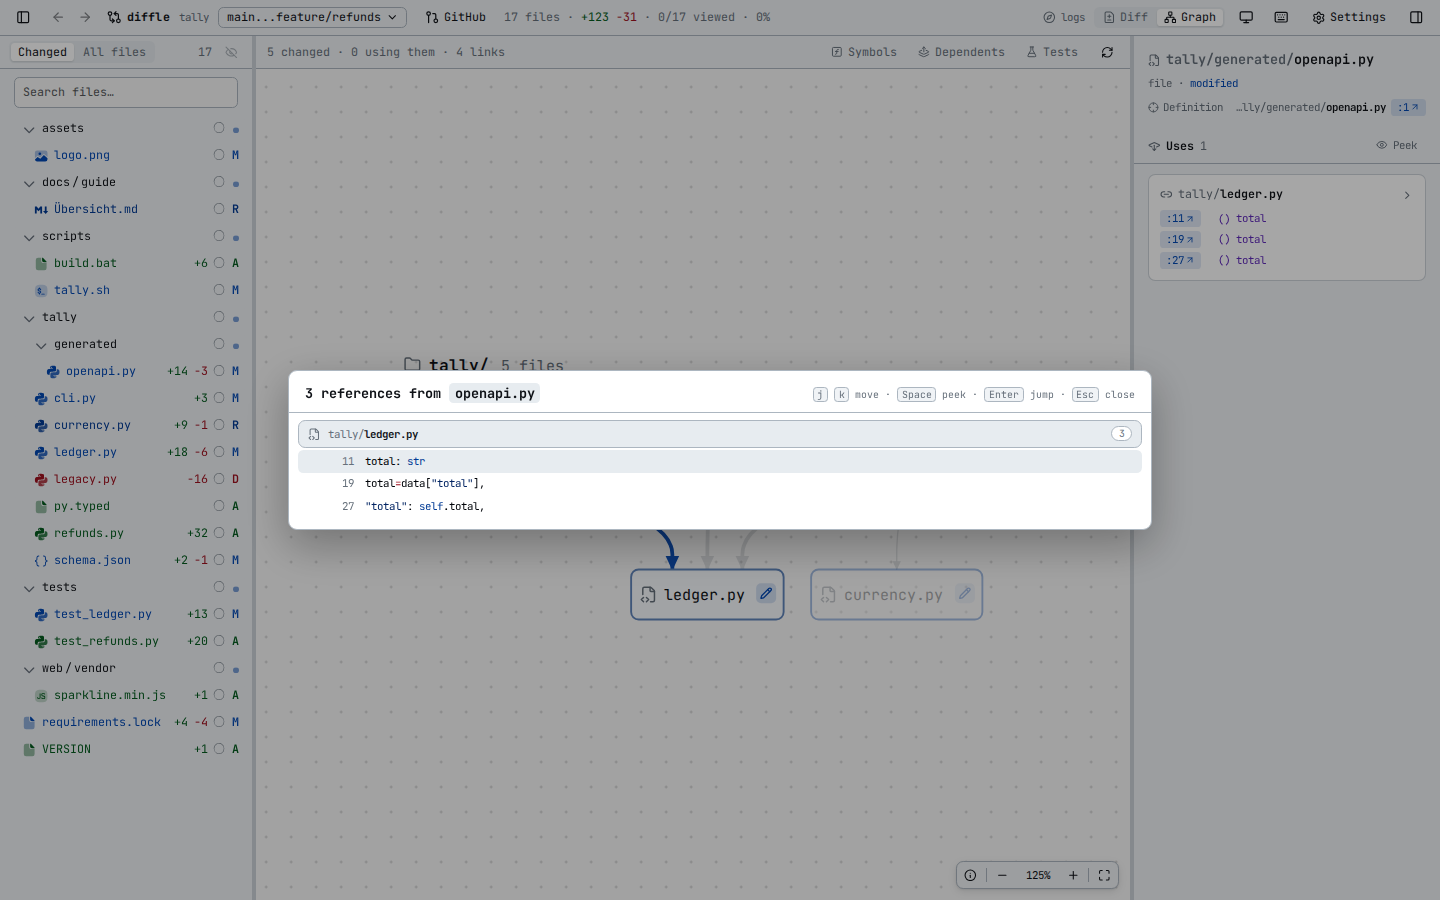 diffle tally main...feature/refunds GitHub 17 files · +123 -31 · 0/17 viewed · 0% logs Diff Graph Settings
Changed All files 17
5 changed · 0 using them · 4 links Symbols Dependents Tests
Search files…
assets
logo.png M
docs/guide
Übersicht.md R
scripts
build.bat +6 A
tally.sh M
tally
generated
openapi.py +14 -3 M
cli.py +3 M
currency.py +9 -1 R
ledger.py +18 -6 M
legacy.py -16 D
py.typed A
refunds.py +32 A
schema.json +2 -1 M
tests
test_ledger.py +13 M
test_refunds.py +20 A
web/vendor
sparkline.min.js +1 A
requirements.lock +4 -4 M
VERSION +1 A
tally/ 5 files
3 references from openapi.py j k move · Space peek · Enter jump · Esc close
tally/ledger.py 3
11 total: str
19 total=data["total"],
27 "total": self.total,
ledger.py
currency.py
125%
tally/generated/openapi.py
file · modified
Definition …lly/generated/openapi.py :1
Uses 1 Peek
tally/ledger.py
:11 () total
:19 () total
:27 () total